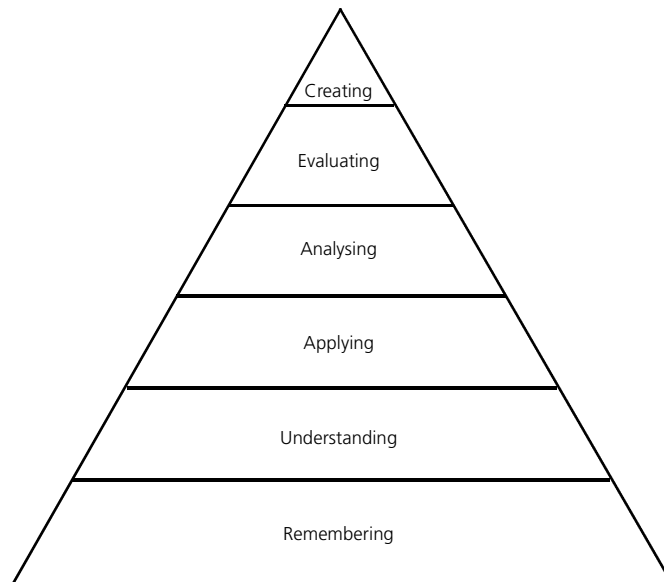 Creating
Evaluating
Analysing
Applying
Understanding
Remembering